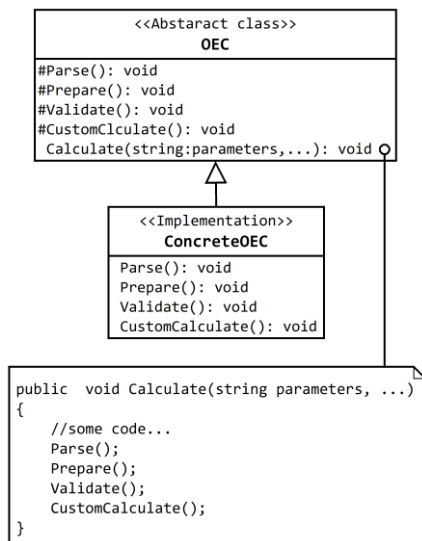 <<Abstaract class>>
OEC
#Parse(): void
#Prepare(): void
#Validate(): void
#CustomClculate(): void
Calculate(string:parameters,...): void
<<Implementation>>
ConcreteOEC
Parse(): void
Prepare(): void
Validate(): void
CustomCalculate(): void
public  void Calculate(string parameters, ...)
{
    //some code...
    Parse();
    Prepare();
    Validate();
    CustomCalculate();
}